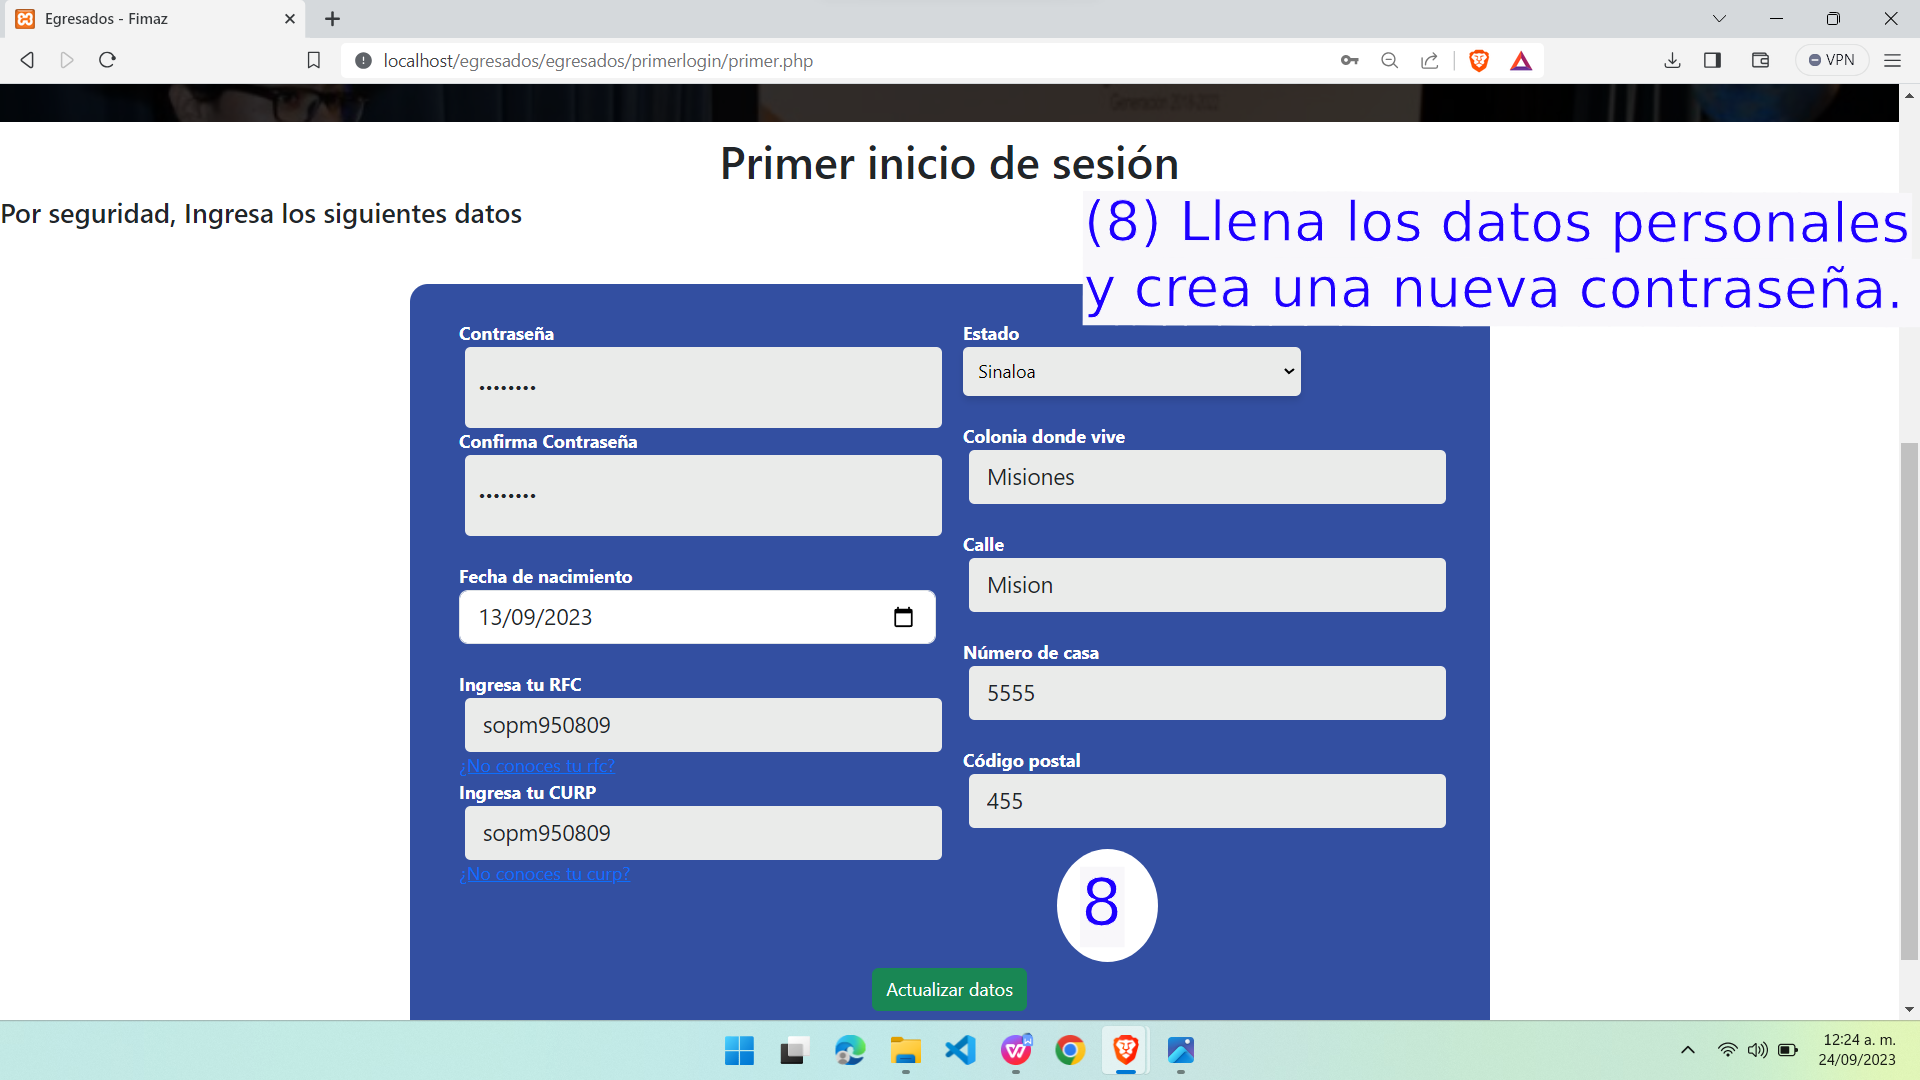 Egresados - Fimaz
localhost/egresados/egresados/primerlogin/primer.php
VPN
Generación 2018-2022
Primer inicio de sesión
Por seguridad, Ingresa los siguientes datos
(8) Llena los datos personales
y crea una nueva contraseña.
Contraseña
••••••••
Confirma Contraseña
••••••••
Fecha de nacimiento
13/09/2023
Ingresa tu RFC
sopm950809
¿No conoces tu rfc?
Ingresa tu CURP
sopm950809
¿No conoces tu curp?
Estado
Sinaloa
Colonia donde vive
Misiones
Calle
Mision
Número de casa
5555
Código postal
455
8
Actualizar datos
12:24 a. m.
24/09/2023